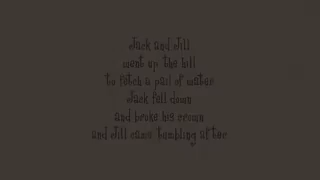 Jack and Jill
went up the hill
to fetch a pail of water
Jack fell down
and broke his crown
and Jill came tumbling after